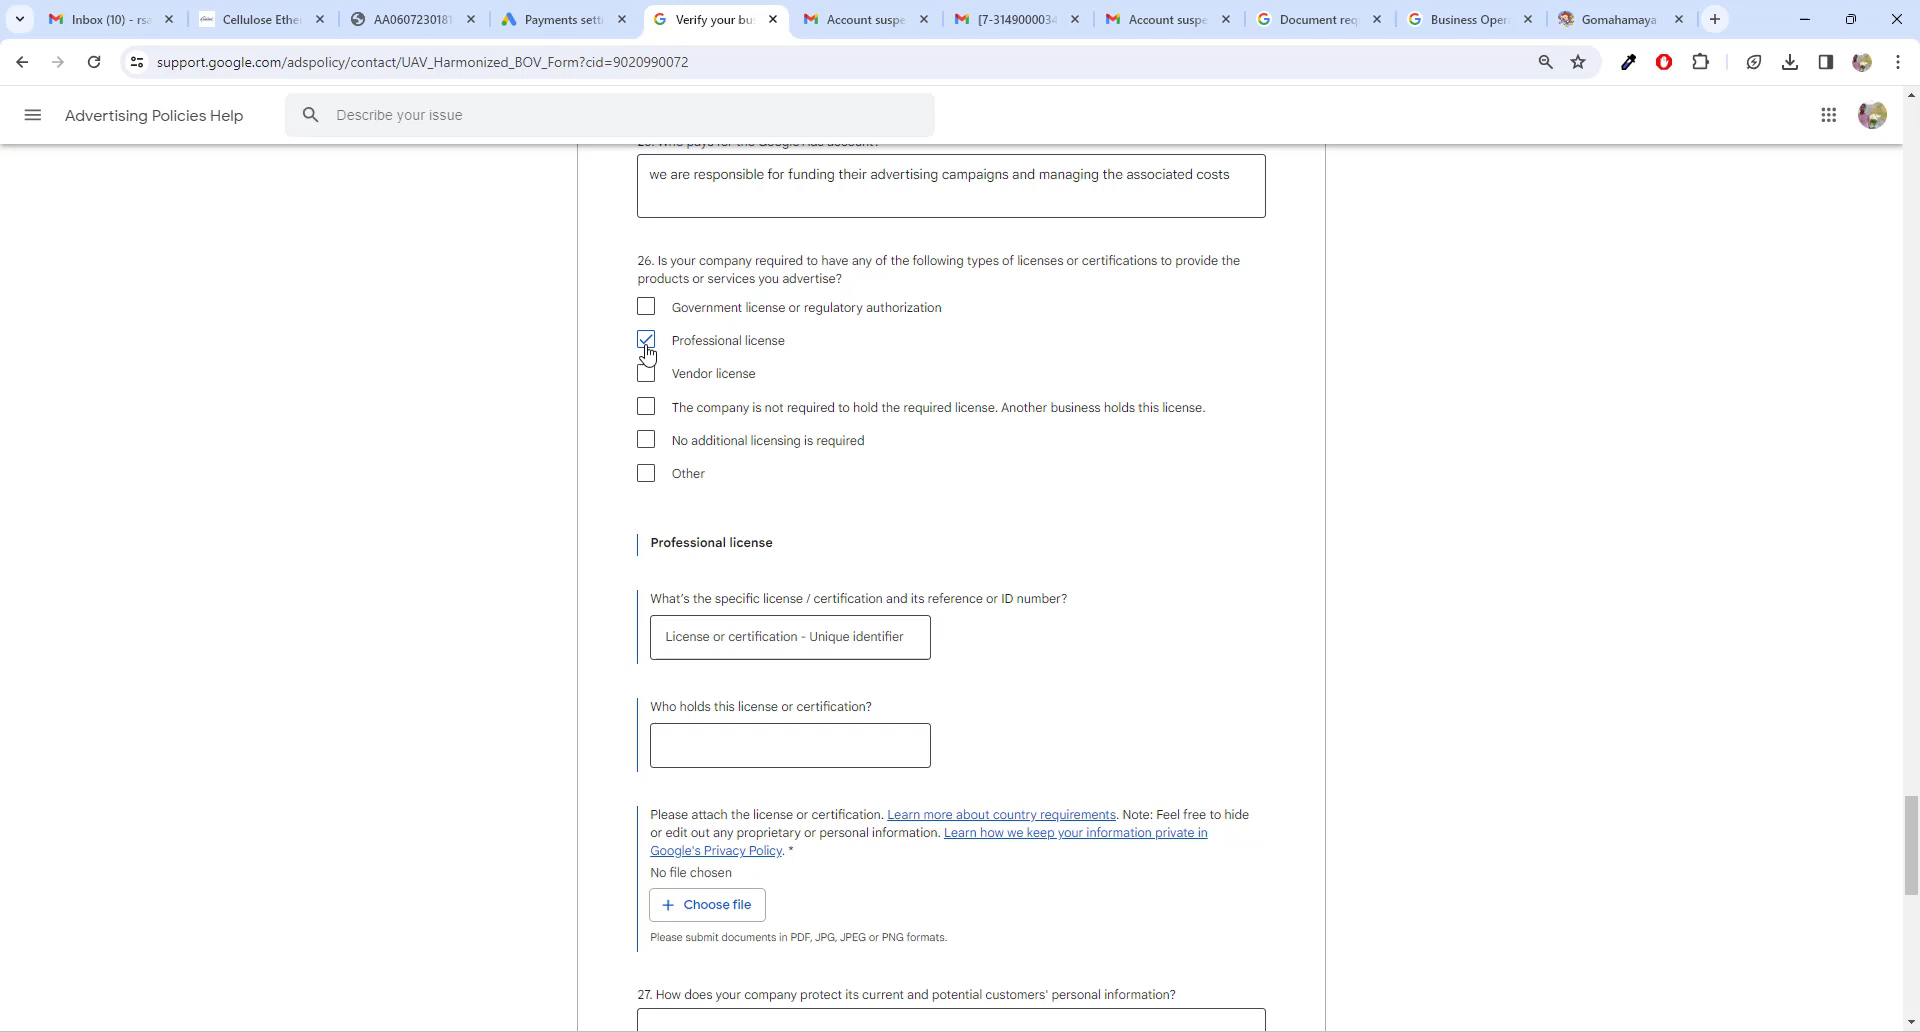 Inbox (10) - rsa
Cellulose Ethe
AA0607230181
Payments setti
Verify your bu
Account suspe
[7-3149000034
Account suspe
Document req
Business Oper
Gomahamaya
support.google.com/adspolicy/contact/UAV_Harmonized_BOV_Form?cid=9020990072
Advertising Policies Help
Describe your issue
we are responsible for funding their advertising campaigns and managing the associated costs
26. Is your company required to have any of the following types of licenses or certifications to provide the
products or services you advertise?
Government license or regulatory authorization
Professional license
Vendor license
The company is not required to hold the required license. Another business holds this license.
No additional licensing is required
Other
Professional license
What's the specific license / certification and its reference or ID number?
License or certification - Unique identifier
Who holds this license or certification?
Please attach the license or certification. Learn more about country requirements. Note: Feel free to hide
or edit out any proprietary or personal information. Learn how we keep your information private in
Google's Privacy Policy. *
No file chosen
+ Choose file
Please submit documents in PDF, JPG, JPEG or PNG formats.
27. How does your company protect its current and potential customers' personal information?